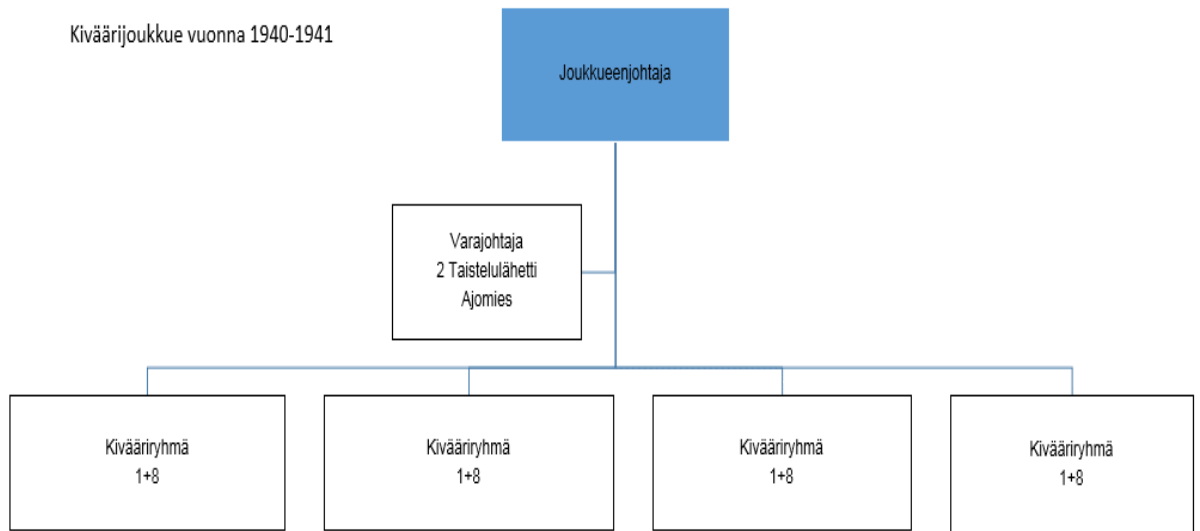 Kiväärijoukkue vuonna 1940-1941
Joukkueenjohtaja
Varajohtaja
2 Taistelulähetti
Ajomies
Kivääriryhmä
1+8
Kivääriryhmä
1+8
Kivääriryhmä
1+8
Kivääriryhmä
1+8